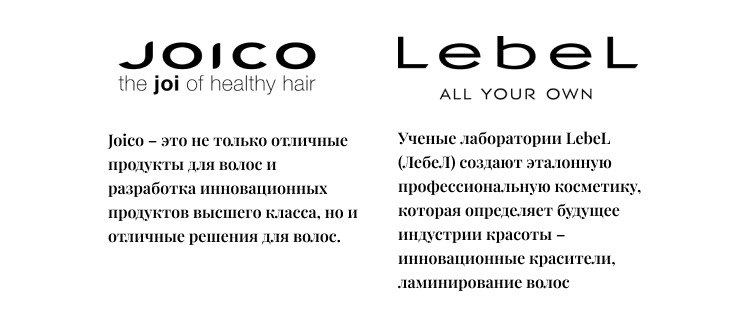 JOICO
the joi of healthy hair
Joico – это не только отличные
продукты для волос и
разработка инновационных
продуктов высшего класса, но и
отличные решения для волос.
LebeL
ALL YOUR OWN
Ученые лаборатории LebeL
(ЛебеЛ) создают эталонную
профессиональную косметику,
которая определяет будущее
индустрии красоты –
инновационные красители,
ламинирование волос